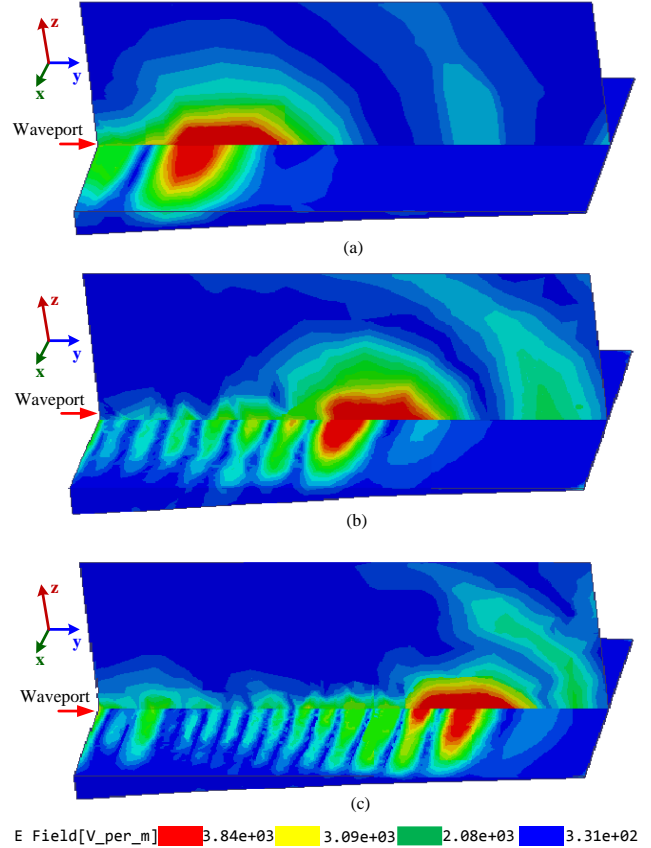 z
y
x
Waveport
(a)
z
y
x
Waveport
(b)
z
y
x
Waveport
(c)
E Field[V_per_m] 3.84e+03 3.09e+03 2.08e+03 3.31e+02